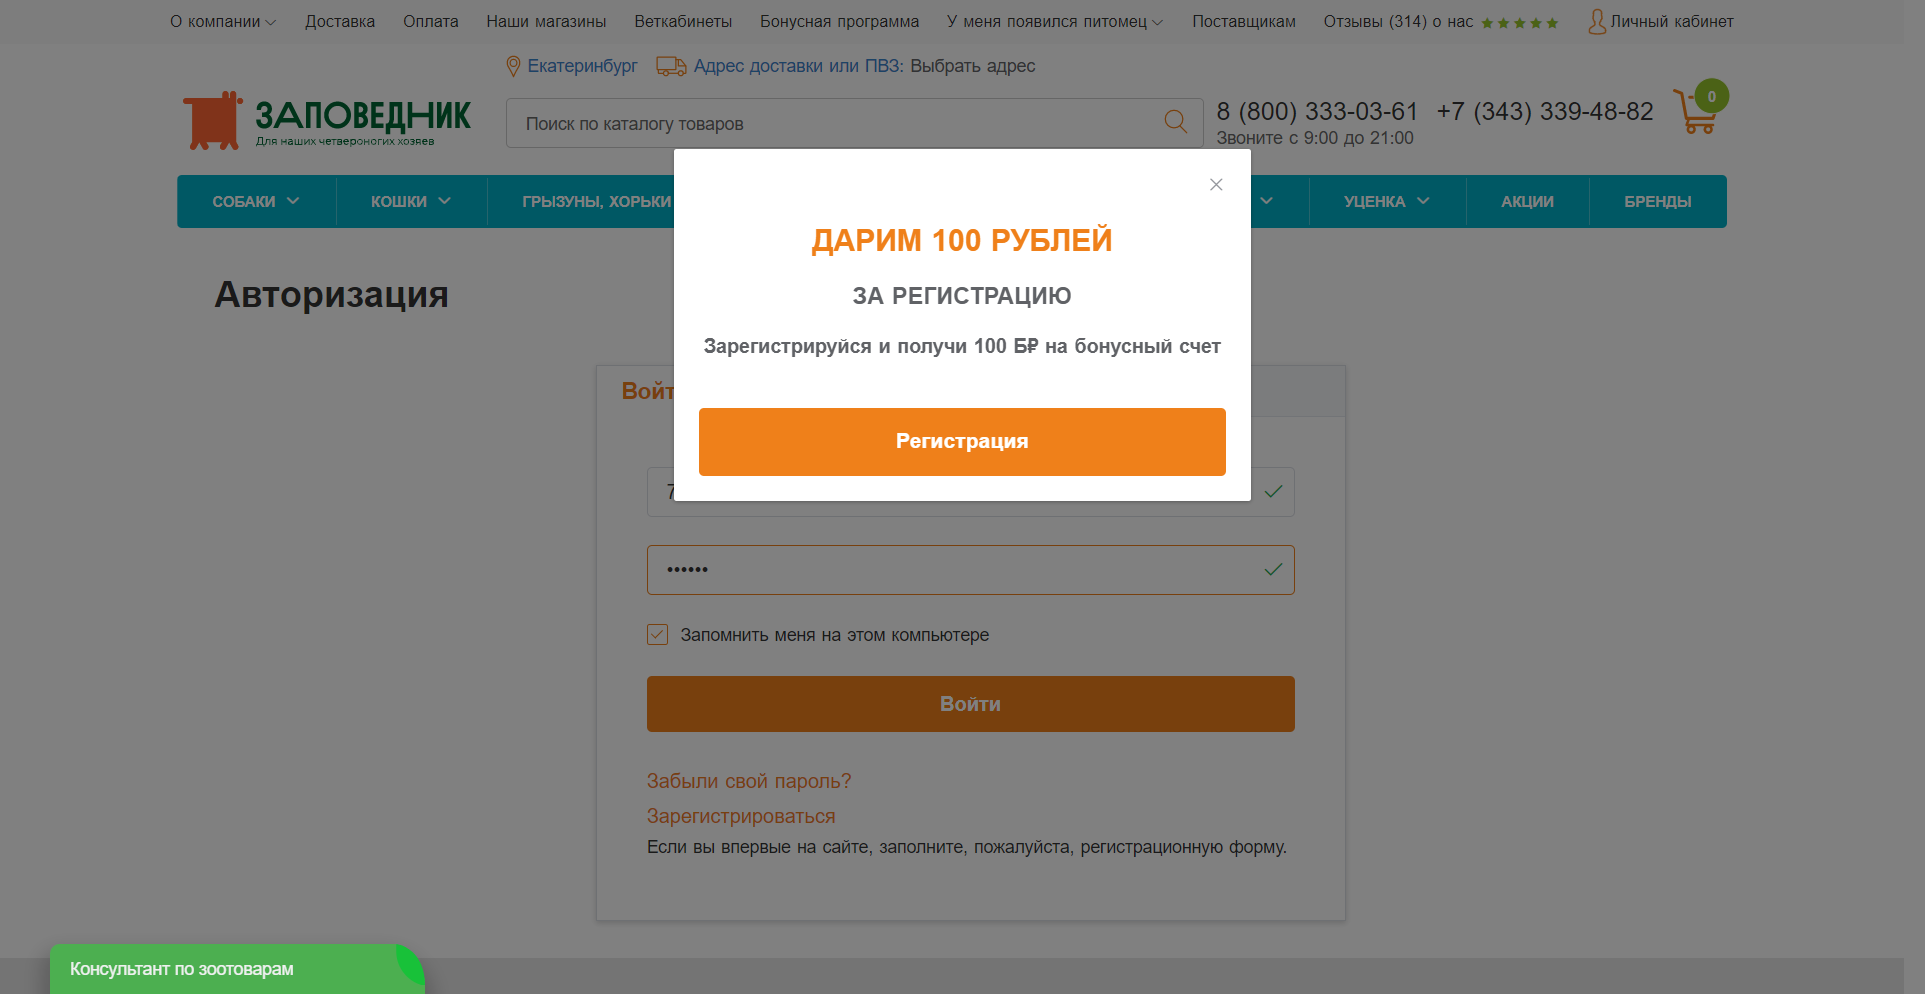 О компании Доставка Оплата Наши магазины Веткабинеты Бонусная программа У меня появился питомец Поставщикам Отзывы (314) о нас Личный кабинет
Екатеринбург Адрес доставки или ПВЗ: Выбрать адрес
ЗАПОВЕДНИК
Для наших четвероногих хозяев
Поиск по каталогу товаров
8 (800) 333-03-61 +7 (343) 339-48-82
Звоните с 9:00 до 21:00
0
СОБАКИ КОШКИ ГРЫЗУНЫ, ХОРЬКИ УЦЕНКА АКЦИИ БРЕНДЫ
ДАРИМ 100 РУБЛЕЙ
ЗА РЕГИСТРАЦИЮ
Зарегистрируйся и получи 100 Б₽ на бонусный счет
Регистрация
Авторизация
Войт
7
••••••
Запомнить меня на этом компьютере
Войти
Забыли свой пароль?
Зарегистрироваться
Если вы впервые на сайте, заполните, пожалуйста, регистрационную форму.
Консультант по зоотоварам